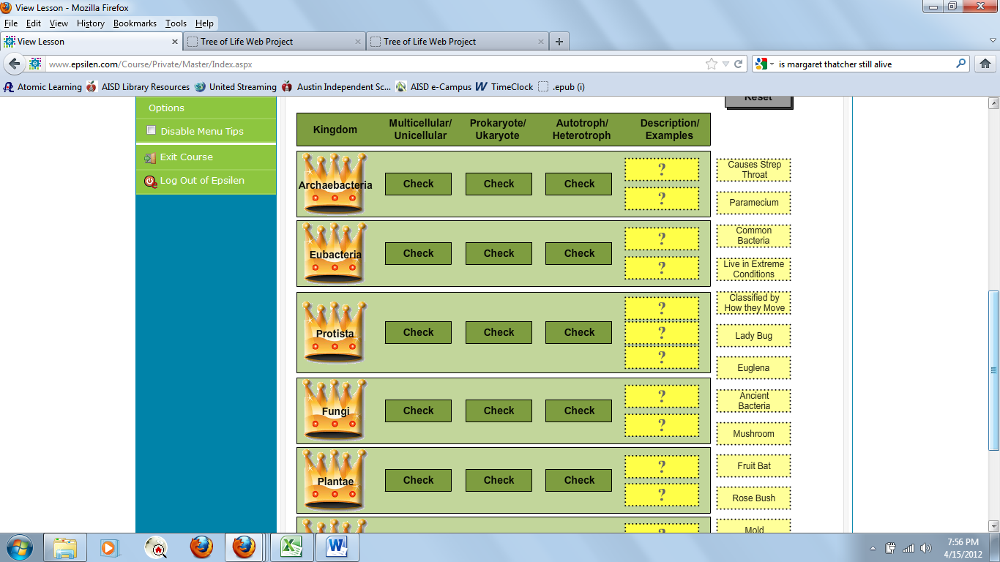 View Lesson - Mozilla Firefox
File Edit View History Bookmarks Tools Help
View Lesson
Tree of Life Web Project
Tree of Life Web Project
www.epsilen.com/Course/Private/Master/Index.aspx
is margaret thatcher still alive
Atomic Learning AISD Library Resources United Streaming Austin Independent Sc... AISD e-Campus TimeClock .epub (i)
Options
Disable Menu Tips
Exit Course
Log Out of Epsilen
Reset
Kingdom
Multicellular/
Unicellular
Prokaryote/
Ukaryote
Autotroph/
Heterotroph
Description/
Examples
Archaebacteria
Check Check Check
?
?
Eubacteria
Check Check Check
?
?
Protista
Check Check Check
?
?
?
Fungi
Check Check Check
?
?
Plantae
Check Check Check
?
?
?
Causes Strep
Throat
Paramecium
Common
Bacteria
Live in Extreme
Conditions
Classified by
How they Move
Lady Bug
Euglena
Ancient
Bacteria
Mushroom
Fruit Bat
Rose Bush
Mold
7:56 PM
4/15/2012